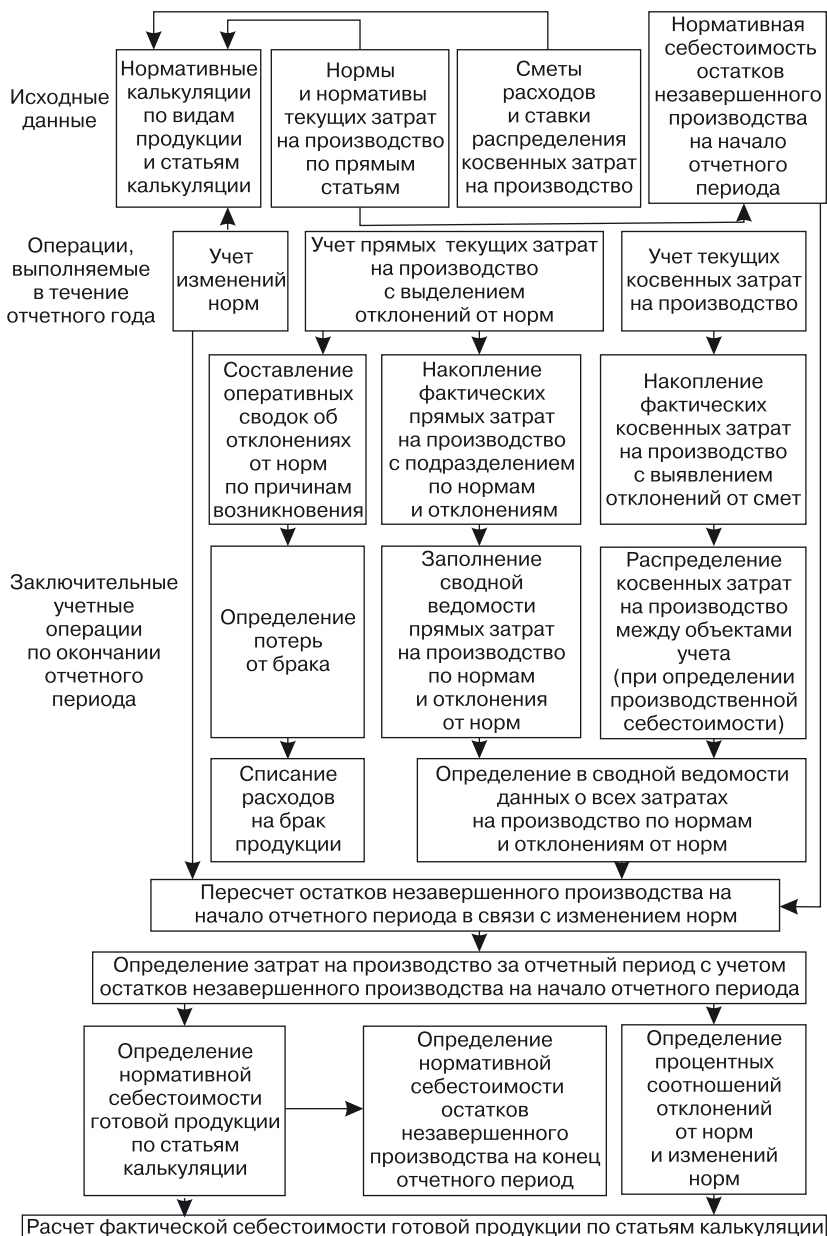 Исходные
данные
Нормативные
калькуляции
по видам
продукции
и статьям
калькуляции
Нормы
и нормативы
текущих затрат
на производство
по прямым
статьям
Сметы
расходов
и ставки
распределения
косвенных затрат
на производство
Нормативная
себестоимость
остатков
незавершенного
производства
на начало
отчетного
периода
Операции,
выполняемые
в течение
отчетного года
Учет
изменений
норм
Учет прямых текущих затрат
на производство
с выделением
отклонений от норм
Учет текущих
косвенных затрат
на производство
Составление
оперативных
сводок об
отклонениях
от норм
по причинам
возникновения
Накопление
фактических
прямых затрат
на производство
с подразделением
по нормам
и отклонениям
Накопление
фактических
косвенных затрат
на производство
с выявлением
отклонений от смет
Заключительные
учетные
операции
по окончании
отчетного
периода
Определение
потерь
от брака
Заполнение
сводной
ведомости
прямых затрат
на производство
по нормам
и отклонения
от норм
Распределение
косвенных затрат
на производство
между объектами
учета
(при определении
производственной
себестоимости)
Списание
расходов
на брак
продукции
Определение в сводной ведомости
данных о всех затратах
на производство по нормам
и отклонениям от норм
Пересчет остатков незавершенного производства на
начало отчетного периода в связи с изменением норм
Определение затрат на производство за отчетный период с учетом
остатков незавершенного производства на начало отчетного периода
Определение
нормативной
себестоимости
готовой продукции
по статьям
калькуляции
Определение
нормативной
себестоимости
остатков
незавершенного
производства на конец
отчетного период
Определение
процентных
соотношений
отклонений
от норм
и изменений
норм
Расчет фактической себестоимости готовой продукции по статьям калькуляции